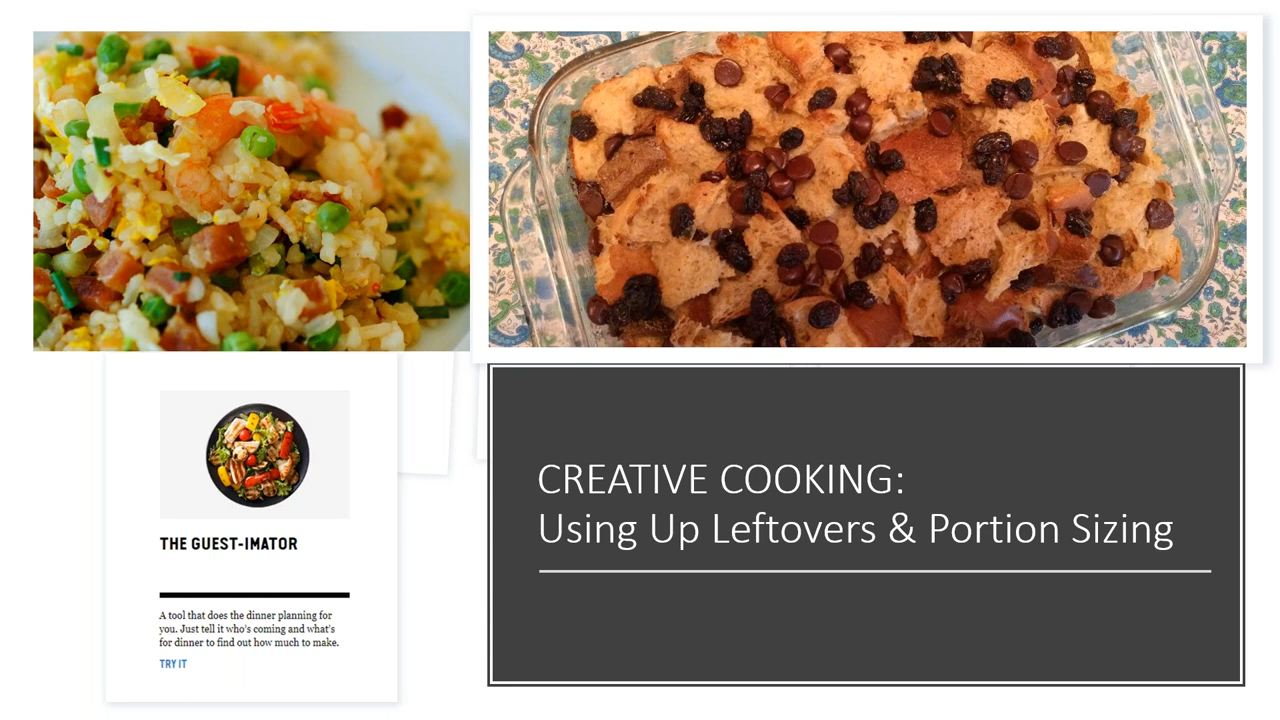 THE GUEST-IMATOR
A tool that does the dinner planning for
you. Just tell it who's coming and what's
for dinner to find out how much to make.
TRY IT
CREATIVE COOKING:
Using Up Leftovers & Portion Sizing